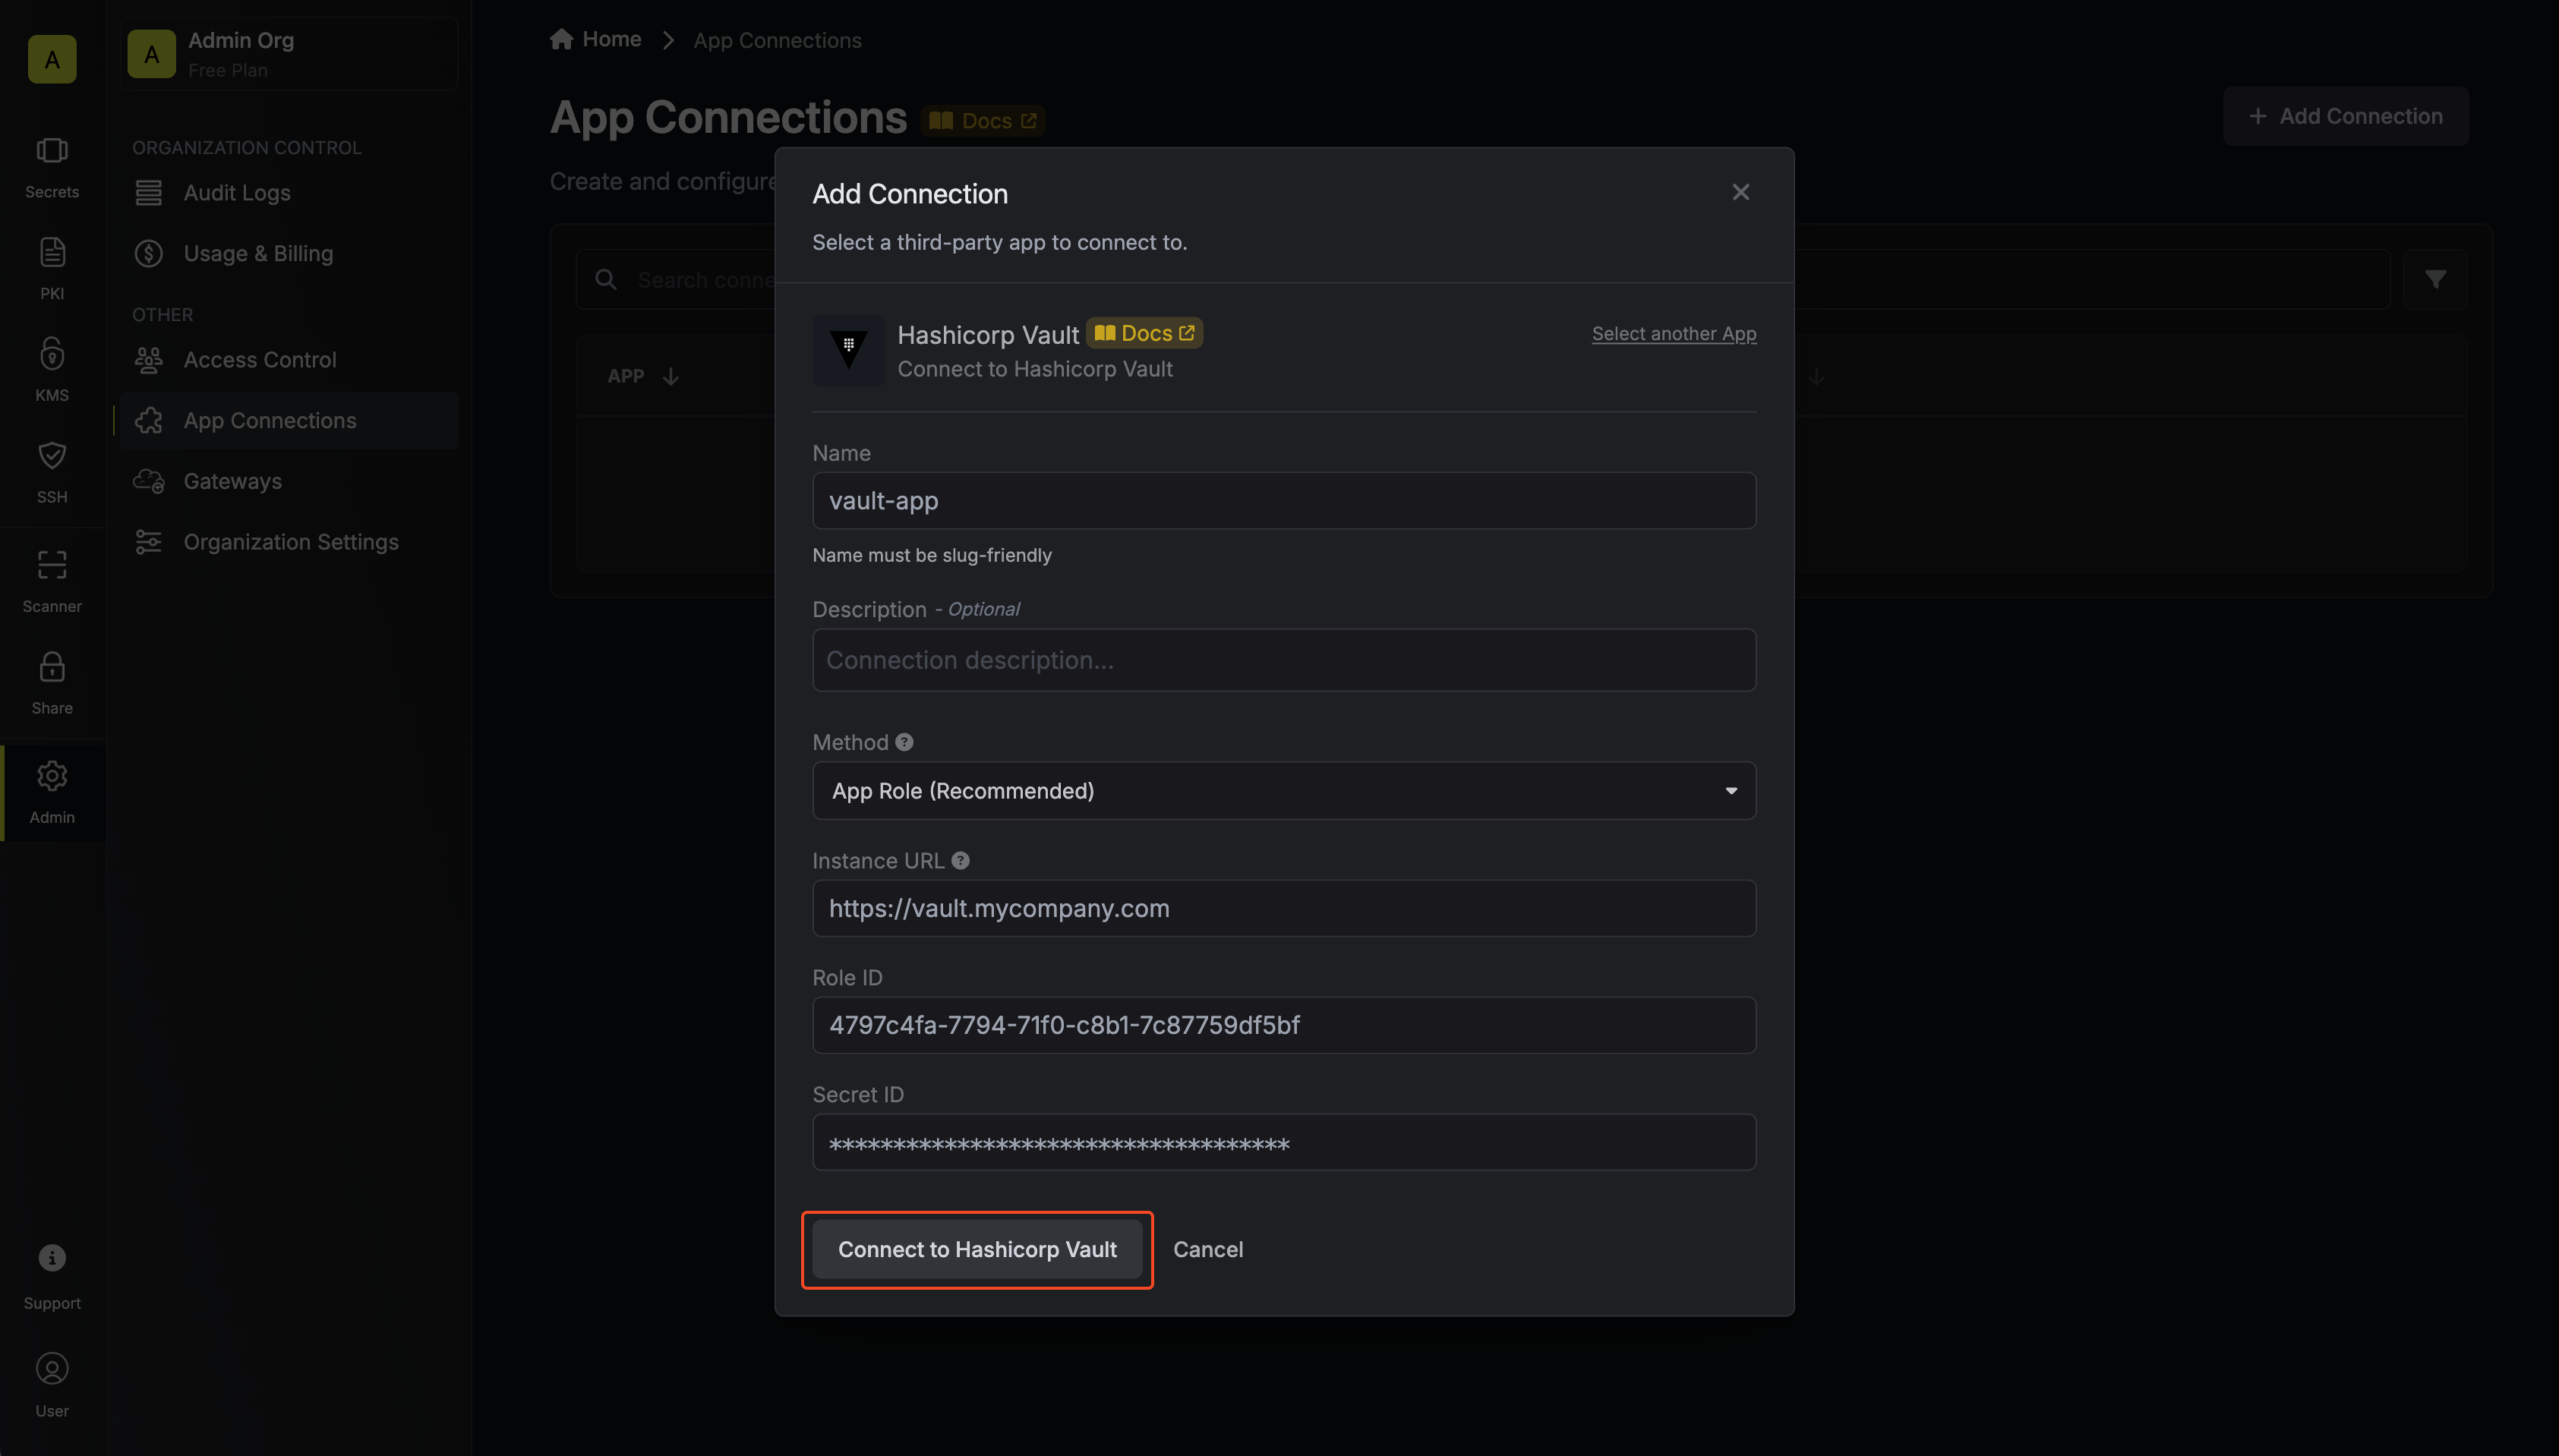 A
Secrets
PKI
KMS
SSH
Scanner
Share
Admin
Support
User
A
Admin Org
Free Plan
ORGANIZATION CONTROL
Audit Logs
Usage & Billing
OTHER
Access Control
App Connections
Gateways
Organization Settings
Home
App Connections
App Connections
Docs
Add Connection
Create and configure
Search conne
APP
Add Connection
Select a third-party app to connect to.
Hashicorp Vault
Docs
Connect to Hashicorp Vault
Select another App
Name
vault-app
Name must be slug-friendly
Description - Optional
Connection description...
Method
App Role (Recommended)
Instance URL
https://vault.mycompany.com
Role ID
4797c4fa-7794-71f0-c8b1-7c87759df5bf
Secret ID
************************************
Connect to Hashicorp Vault
Cancel